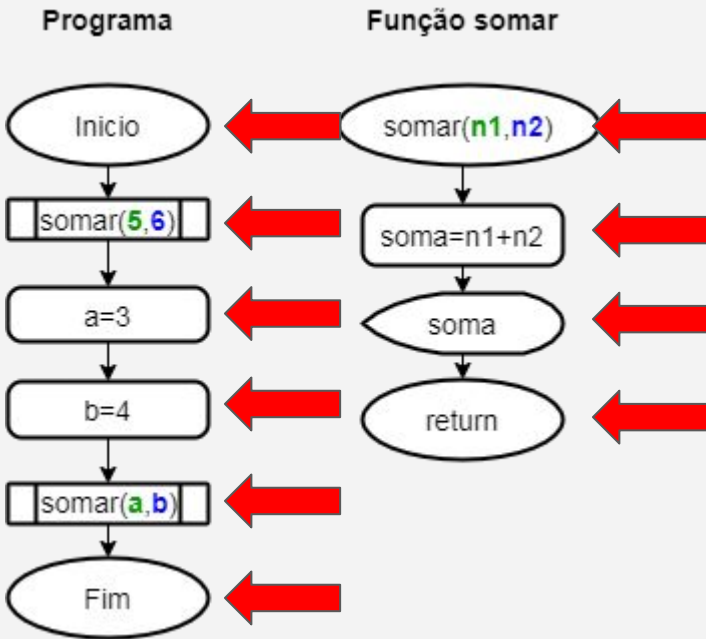 Programa
Inicio
somar(5,6)
a=3
b=4
somar(a,b)
Fim
Função somar
somar(n1,n2)
soma=n1+n2
soma
return